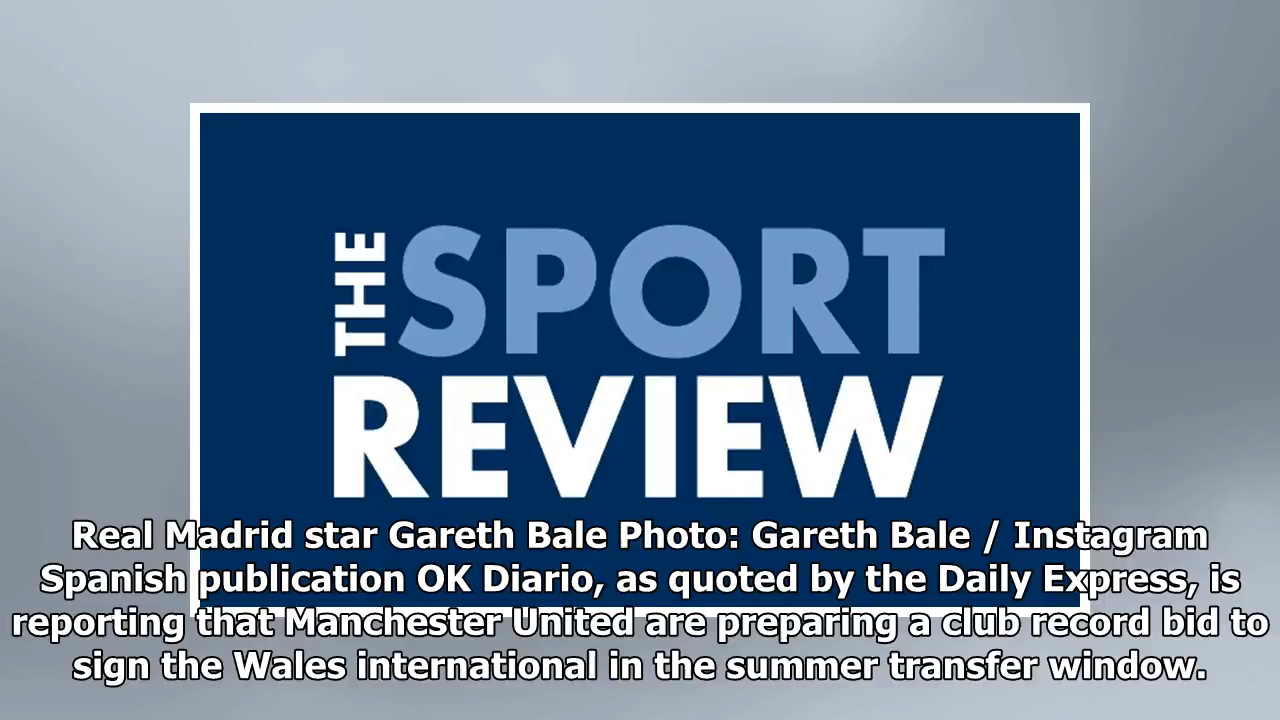 THE SPORT
REVIEW
Real Madrid star Gareth Bale Photo: Gareth Bale / Instagram
Spanish publication OK Diario, as quoted by the Daily Express, is
reporting that Manchester United are preparing a club record bid to
sign the Wales international in the summer transfer window.